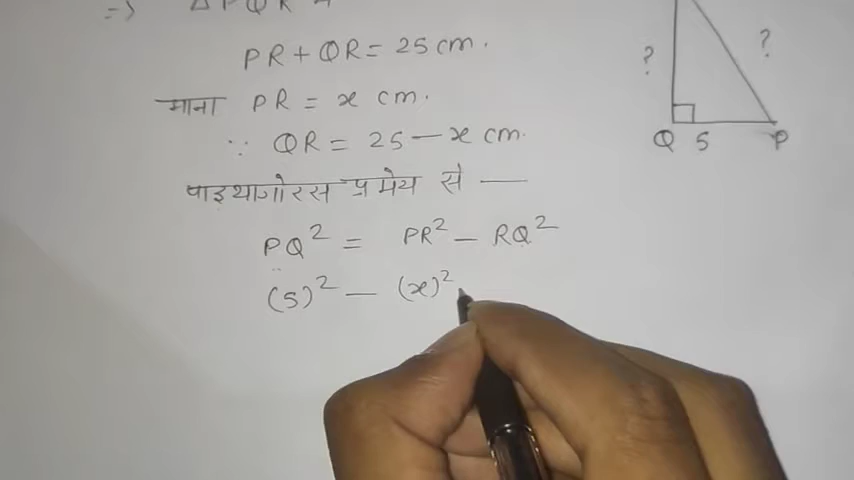 => △PQR में
PR + QR = 25 cm.
माना PR = x cm.
∵ QR = 25 – x cm.
पाइथागोरस प्रमेय से —
PQ² = PR² – RQ²
(5)² – (x)²
? ?
Q 5 P